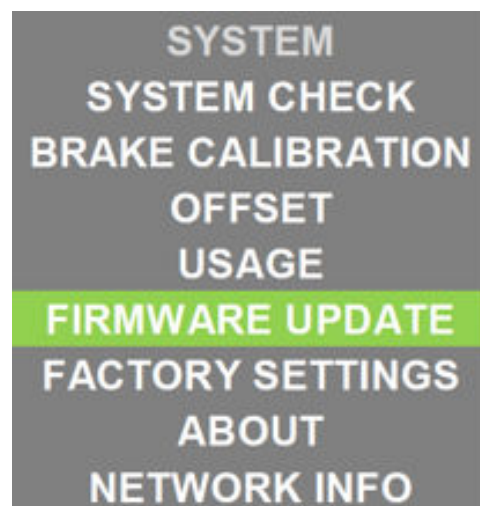 SYSTEM
SYSTEM CHECK
BRAKE CALIBRATION
OFFSET
USAGE
FIRMWARE UPDATE
FACTORY SETTINGS
ABOUT
NETWORK INFO